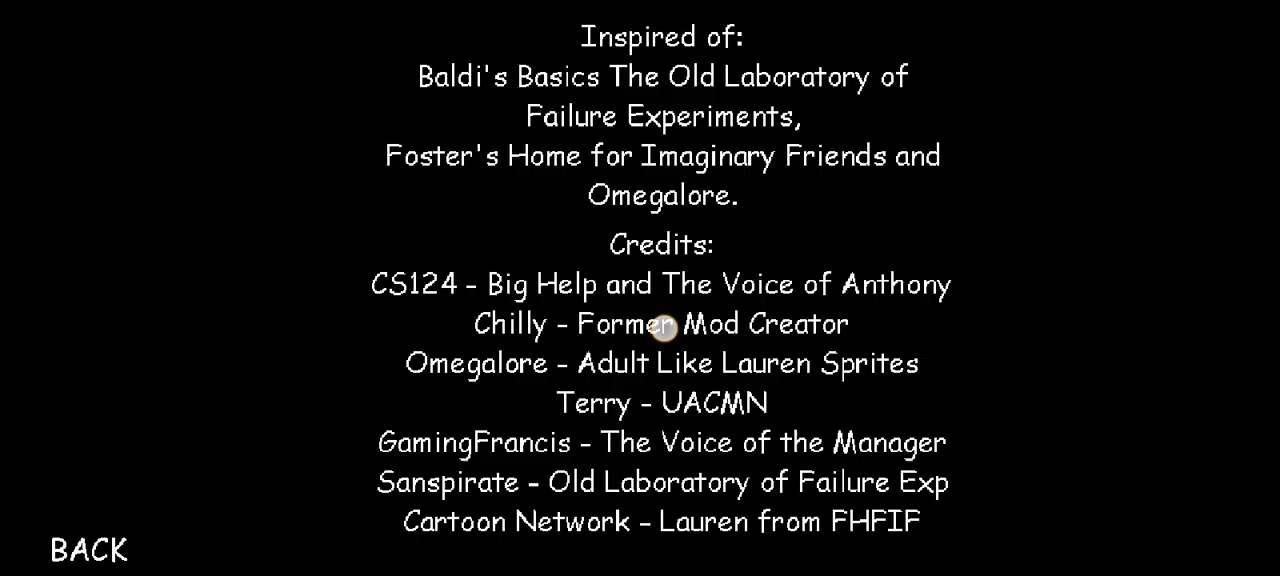 Inspired of:
Baldi's Basics The Old Laboratory of
Failure Experiments,
Foster's Home for Imaginary Friends and
Omegalore.
Credits:
CS124 - Big Help and The Voice of Anthony
Chilly - Former Mod Creator
Omegalore - Adult Like Lauren Sprites
Terry - UACMN
GamingFrancis - The Voice of the Manager
Sanspirate - Old Laboratory of Failure Exp
Cartoon Network - Lauren from FHFIF
BACK